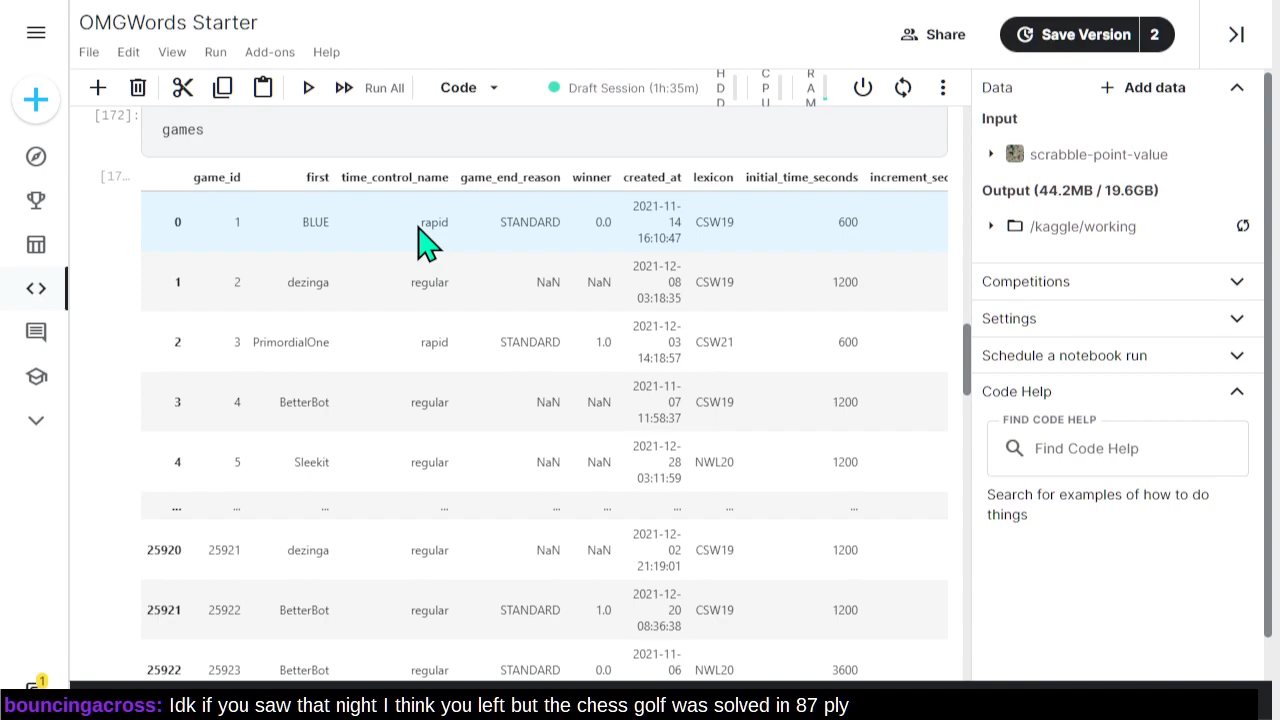 OMGWords Starter
File Edit View Run Add-ons Help
Share
Save Version 2
Run All Code Draft Session (1h:35m) HDD CPU RAM
[172]: games
[17...
game_id first time_control_name game_end_reason winner created_at lexicon initial_time_seconds increment_sec
0 1 BLUE rapid STANDARD 0.0 2021-11-14 16:10:47 CSW19 600
1 2 dezinga regular NaN NaN 2021-12-08 03:18:35 CSW19 1200
2 3 PrimordialOne rapid STANDARD 1.0 2021-12-03 14:18:57 CSW21 600
3 4 BetterBot regular NaN NaN 2021-11-07 11:58:37 CSW19 1200
4 5 Sleekit regular NaN NaN 2021-12-28 03:11:59 NWL20 1200
... ... ... ... ... ... ... ... ...
25920 25921 dezinga regular NaN NaN 2021-12-02 21:19:01 CSW19 1200
25921 25922 BetterBot regular STANDARD 1.0 2021-12-20 08:36:38 CSW19 1200
25922 25923 BetterBot regular STANDARD 0.0 2021-11-06 NWL20 3600
Data
Add data
Input
scrabble-point-value
Output (44.2MB / 19.6GB)
/kaggle/working
Competitions
Settings
Schedule a notebook run
Code Help
FIND CODE HELP
Find Code Help
Search for examples of how to do
things
1
bouncingacross: Idk if you saw that night I think you left but the chess golf was solved in 87 ply